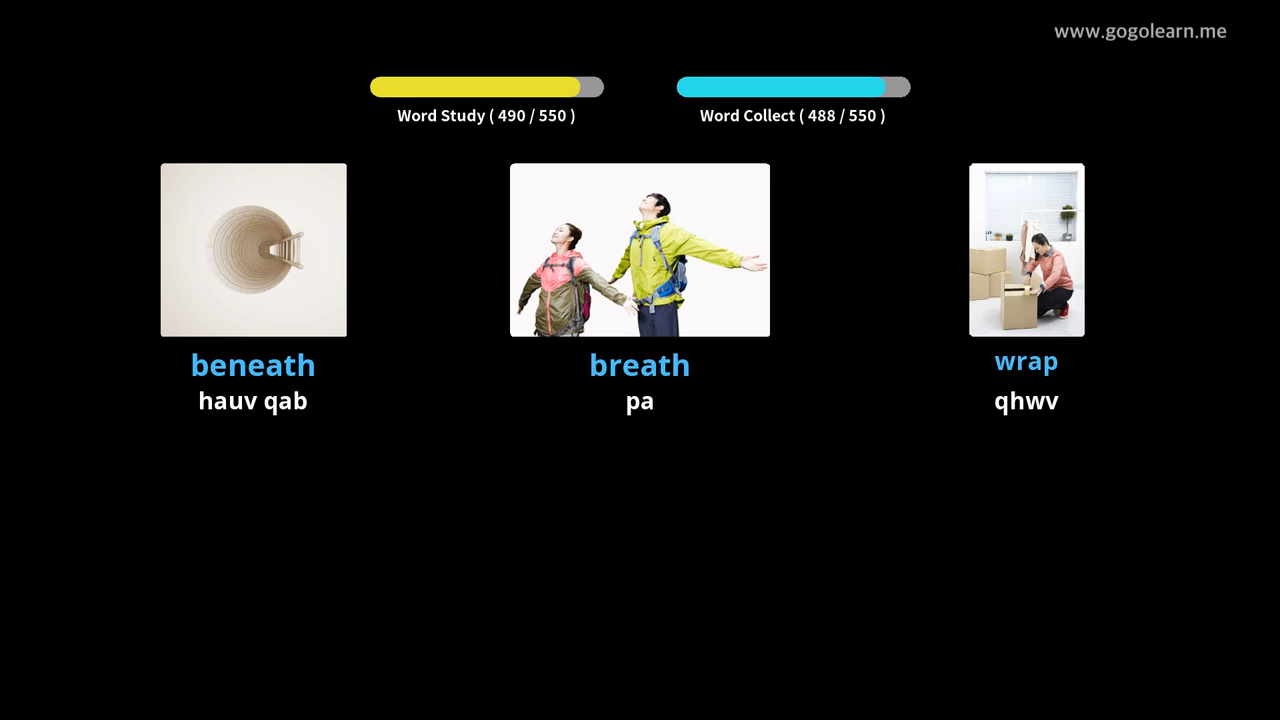 www.gogolearn.me
Word Study ( 490 / 550 )
Word Collect ( 488 / 550 )
beneath
hauv qab
breath
pa
wrap
qhwv